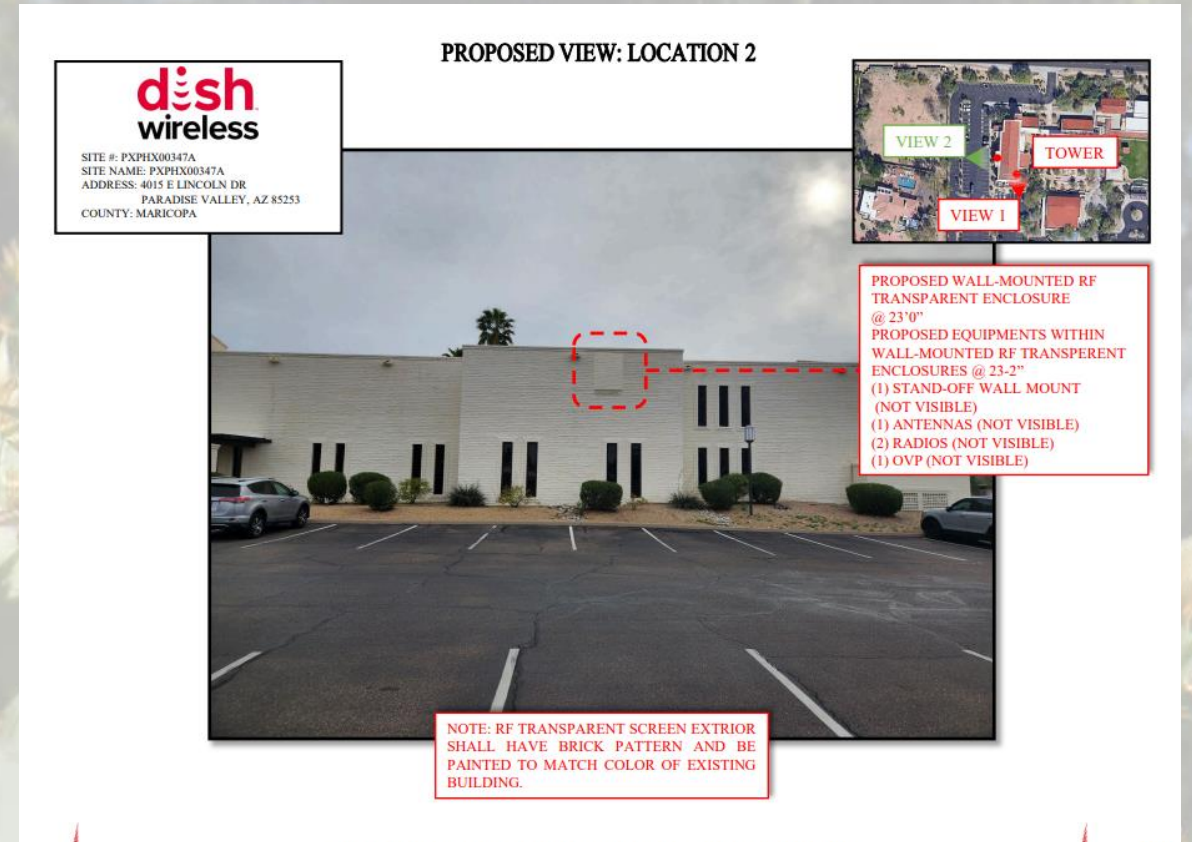 PROPOSED VIEW: LOCATION 2
dish
wireless
SITE #: PXPHX00347A
SITE NAME: PXPHX00347A
ADDRESS: 4015 E LINCOLN DR
PARADISE VALLEY, AZ 85253
COUNTY: MARICOPA
VIEW 2
TOWER
VIEW 1
PROPOSED WALL-MOUNTED RF
TRANSPARENT ENCLOSURE
@ 23'0”
PROPOSED EQUIPMENTS WITHIN
WALL-MOUNTED RF TRANSPERENT
ENCLOSURES @ 23-2”
(1) STAND-OFF WALL MOUNT
(NOT VISIBLE)
(1) ANTENNAS (NOT VISIBLE)
(2) RADIOS (NOT VISIBLE)
(1) OVP (NOT VISIBLE)
NOTE: RF TRANSPARENT SCREEN EXTRIOR
SHALL HAVE BRICK PATTERN AND BE
PAINTED TO MATCH COLOR OF EXISTING
BUILDING.